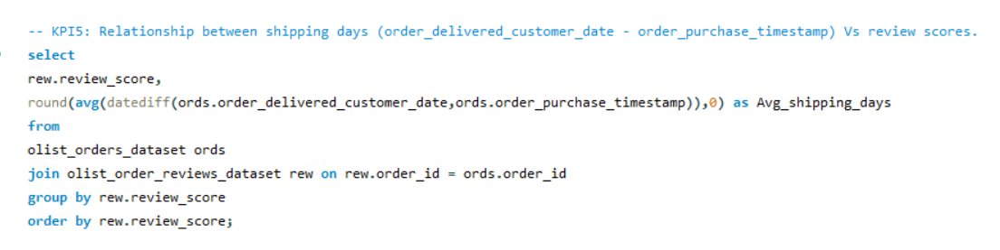 -- KPI5: Relationship between shipping days (order_delivered_customer_date - order_purchase_timestamp) Vs review scores.
select
rew.review_score,
round(avg(datediff(ords.order_delivered_customer_date,ords.order_purchase_timestamp)),0) as Avg_shipping_days
from
olist_orders_dataset ords
join olist_order_reviews_dataset rew on rew.order_id = ords.order_id
group by rew.review_score
order by rew.review_score;